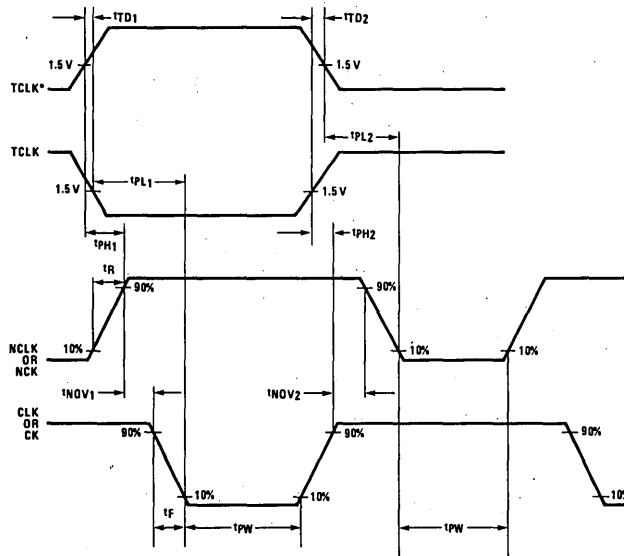 tTD1
tTD2
1.5 V
1.5 V
TCLK*
tPL2
TCLK
tPL1
1.5 V
1.5 V
tPH1
tPH2
tR
90%
90%
NCLK
OR
NCK
10%
10%
10%
tNOV1
tNOV2
CLK
OR
CK
90%
90%
90%
10%
10%
10%
tF
tPW
tPW